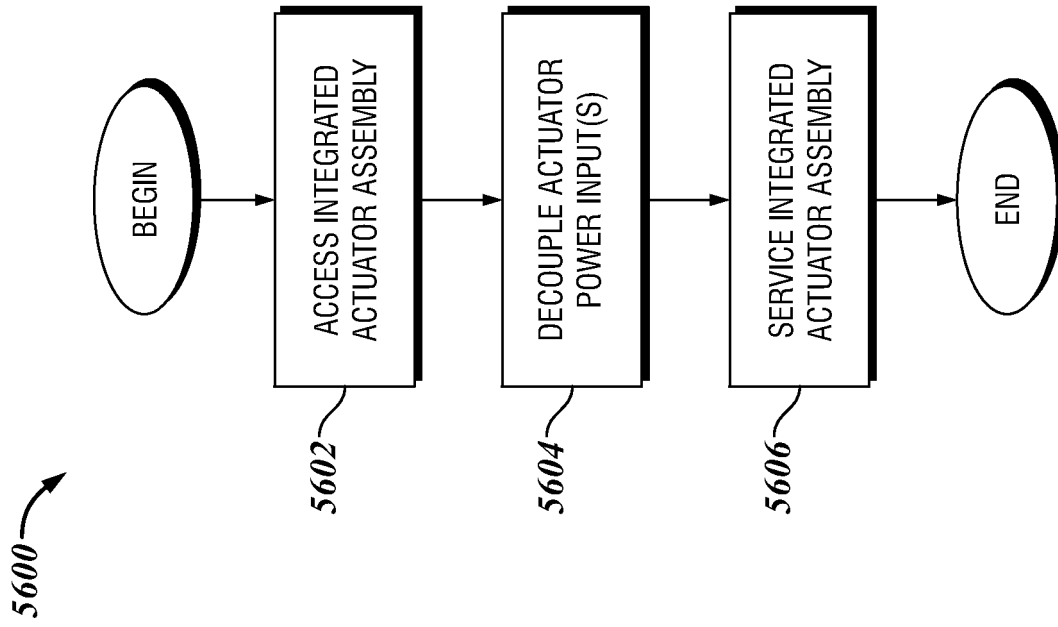 5600
BEGIN
5602
ACCESS INTEGRATED
ACTUATOR ASSEMBLY
5604
DECOUPLE ACTUATOR
POWER INPUT(S)
5606
SERVICE INTEGRATED
ACTUATOR ASSEMBLY
END